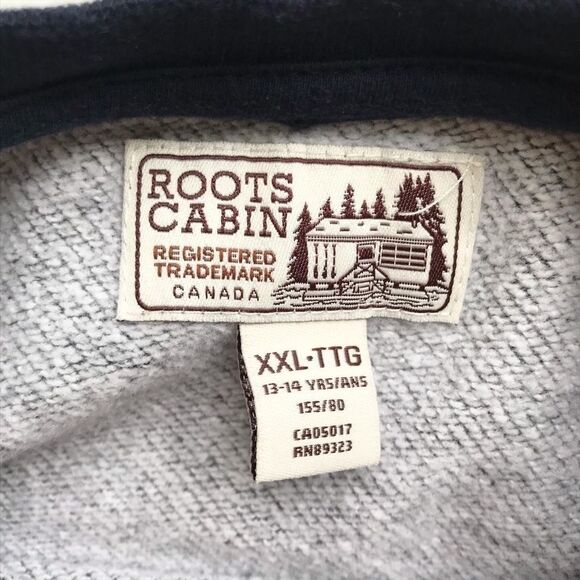 ROOTS
CABIN
REGISTERED
TRADEMARK
CANADA
XXL·TTG
13-14 YRS/ANS
155/80
CA05017
RN89323